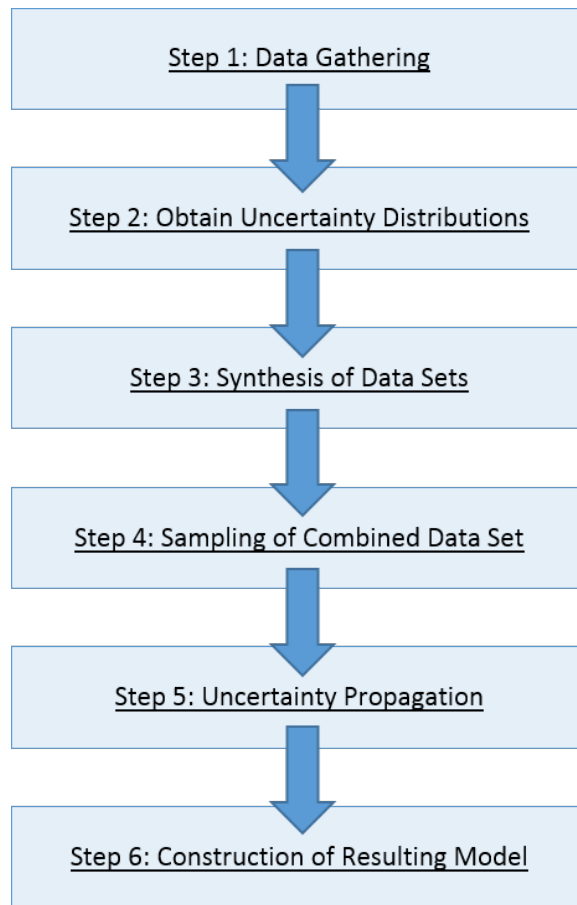 Step 1: Data Gathering
Step 2: Obtain Uncertainty Distributions
Step 3: Synthesis of Data Sets
Step 4: Sampling of Combined Data Set
Step 5: Uncertainty Propagation
Step 6: Construction of Resulting Model